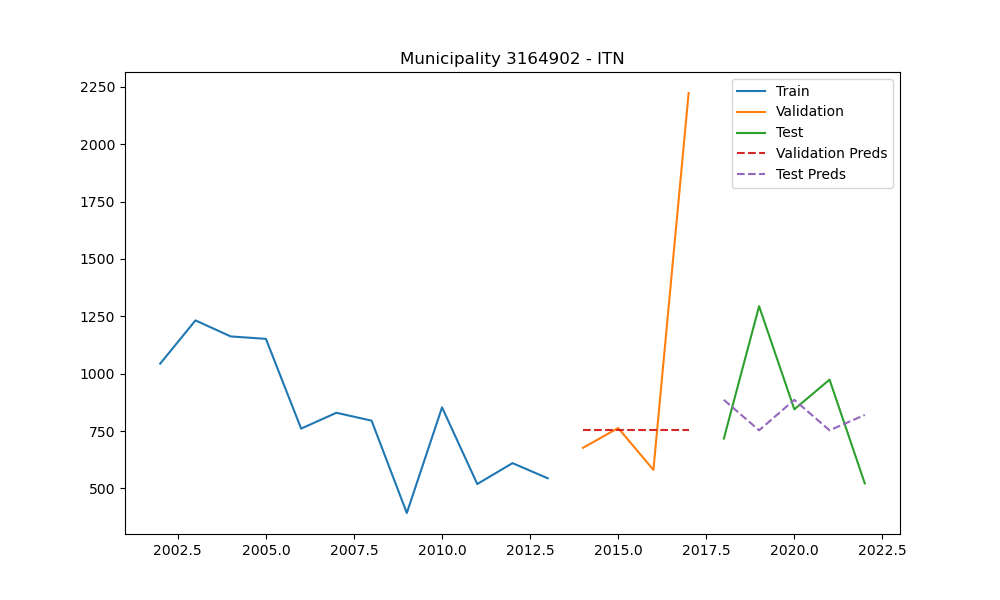 Municipality 3164902 - ITN
2250
2000
1750
1500
1250
1000
750
500
2002.5 2005.0 2007.5 2010.0 2012.5 2015.0 2017.5 2020.0 2022.5
Train
Validation
Test
Validation Preds
Test Preds